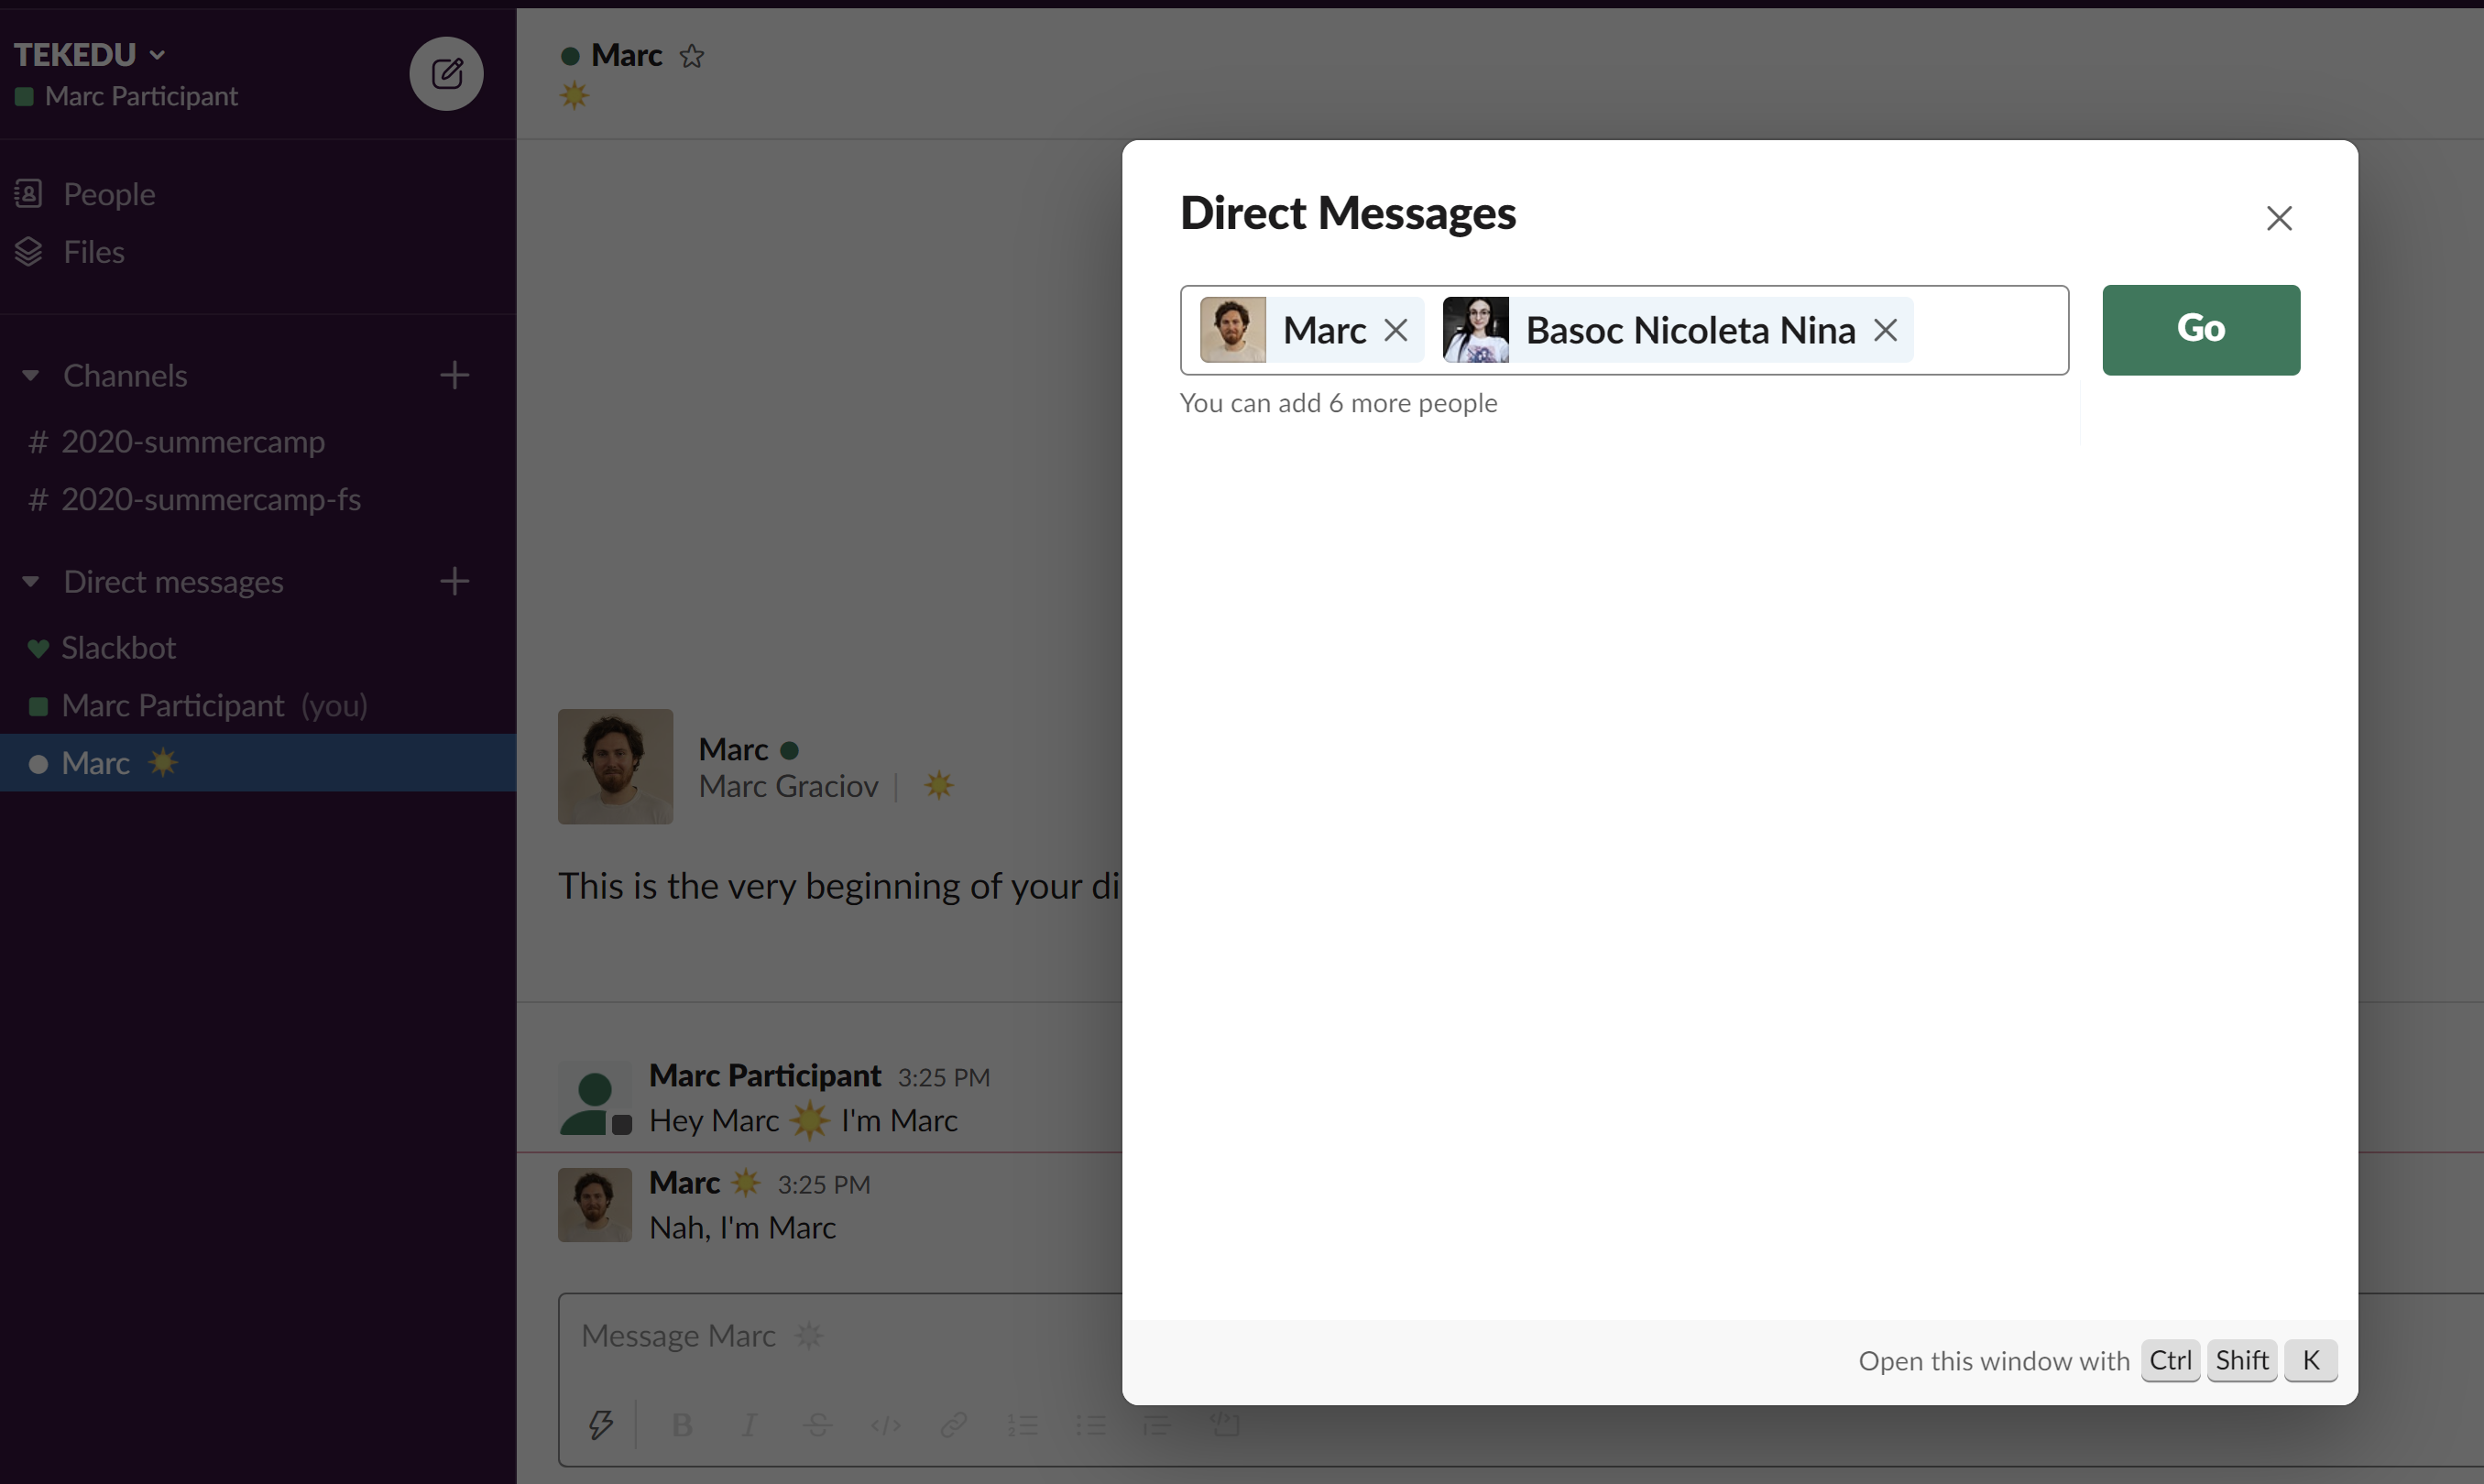 TEKEDU
Marc Participant
People
Files
Channels
# 2020-summercamp
# 2020-summercamp-fs
Direct messages
Slackbot
Marc Participant (you)
Marc
Marc
Marc
Marc Graciov
This is the very beginning of your di
Marc Participant 3:25 PM
Hey Marc ☀️ I'm Marc
Marc ☀️ 3:25 PM
Nah, I'm Marc
Message Marc
B I S </>
Direct Messages
Marc
Basoc Nicoleta Nina
Go
You can add 6 more people
Open this window with Ctrl Shift K